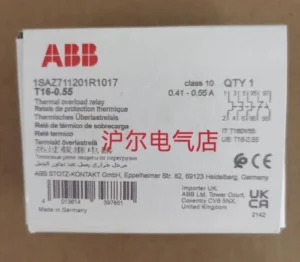 ABB
1SAZ711201R1017
T16-0.55
class 10
0.41 - 0.55 A
QTY 1
Thermal overload relay
Relais de protection thermique
Thermisches Überlastrelais
Relé de térmico de sobrecarga
Relè termico
沪尔电气店
ABB STOTZ-KONTAKT GmbH, Eppelheimer Str. 82, 69123 Heidelberg, Germany
Made in Germany
Importer UK:
ABB Ltd, Tower Court,
Coventry CV6 5NX,
United Kingdom
UK
CA
2142